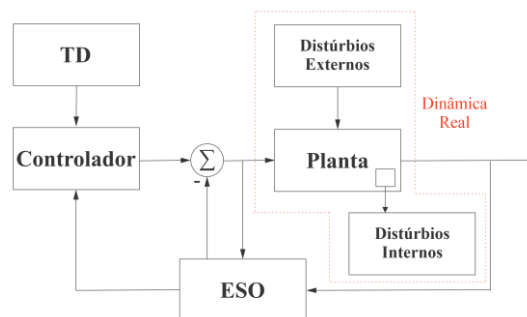 TD
Distúrbios
Externos
Dinâmica
Real
Controlador
Σ
-
Planta
Distúrbios
Internos
ESO